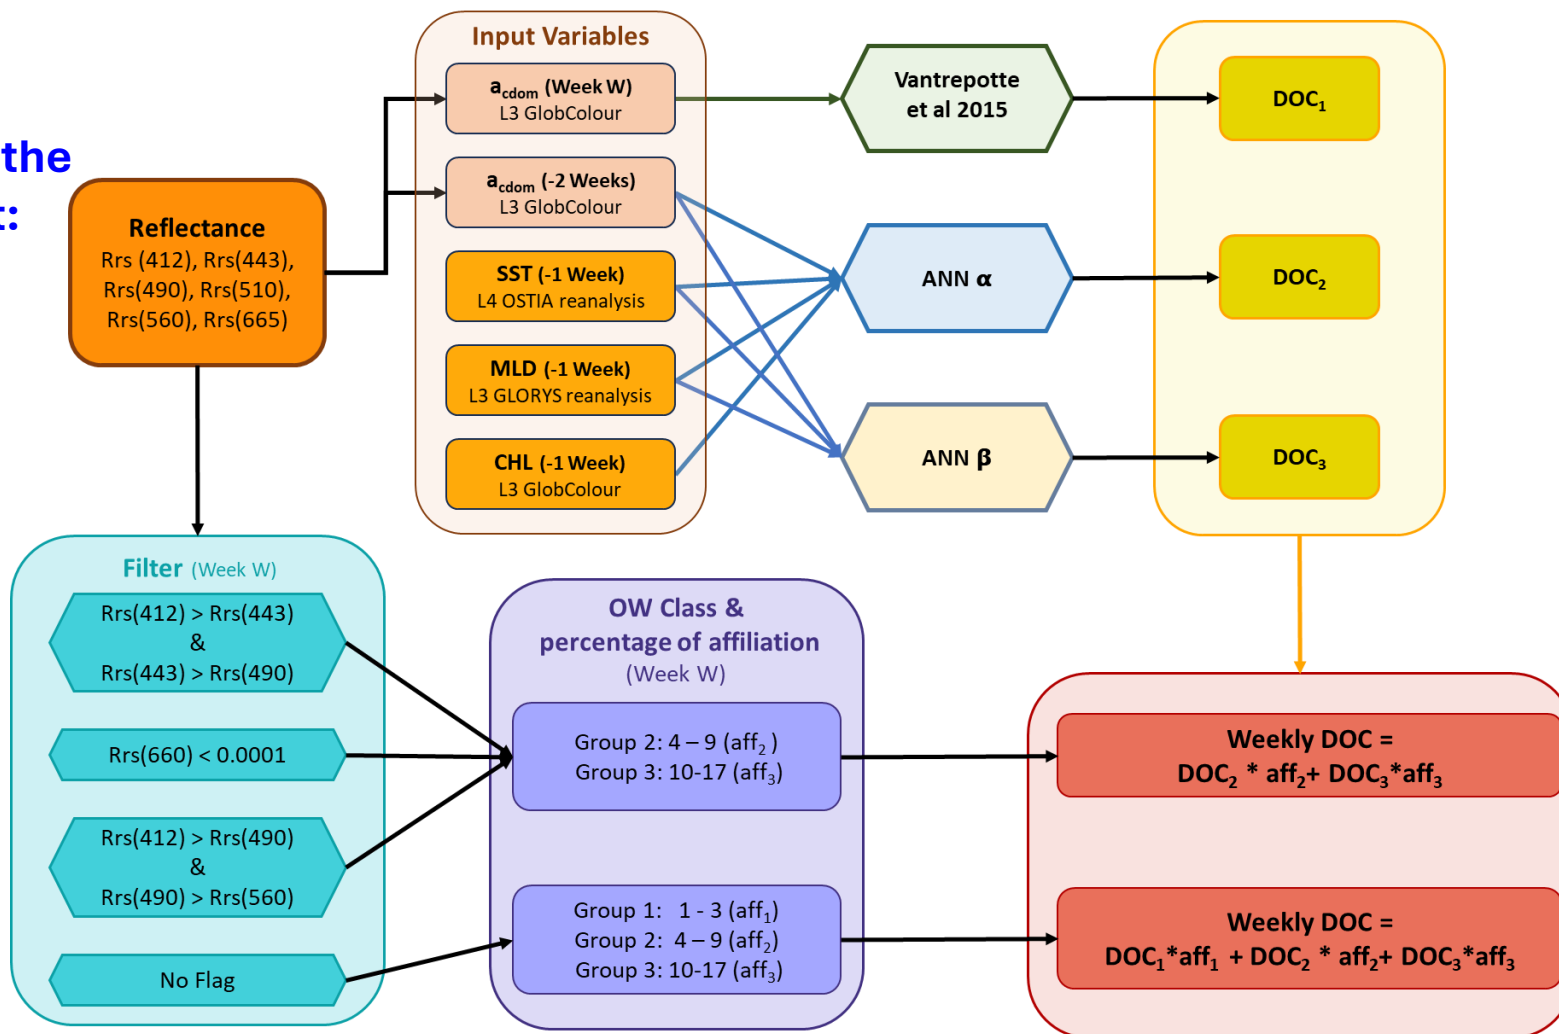 the
t:
Reflectance
Rrs (412), Rrs(443),
Rrs(490), Rrs(510),
Rrs(560), Rrs(665)
Input Variables
a_cdom (Week W)
L3 GlobColour
a_cdom (-2 Weeks)
L3 GlobColour
SST (-1 Week)
L4 OSTIA reanalysis
MLD (-1 Week)
L3 GLORYS reanalysis
CHL (-1 Week)
L3 GlobColour
Vantrepotte
et al 2015
ANN α
ANN β
DOC₁
DOC₂
DOC₃
Filter (Week W)
Rrs(412) > Rrs(443)
&
Rrs(443) > Rrs(490)
Rrs(660) < 0.0001
Rrs(412) > Rrs(490)
&
Rrs(490) > Rrs(560)
No Flag
OW Class &
percentage of affiliation
(Week W)
Group 2: 4 – 9 (aff₂ )
Group 3: 10-17 (aff₃)
Group 1: 1 - 3 (aff₁)
Group 2: 4 – 9 (aff₂)
Group 3: 10-17 (aff₃)
Weekly DOC =
DOC₂ * aff₂+ DOC₃*aff₃
Weekly DOC =
DOC₁*aff₁ + DOC₂ * aff₂+ DOC₃*aff₃